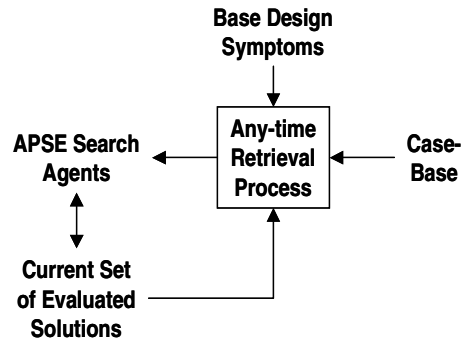 Base Design
Symptoms
Any-time
Retrieval
Process
APSE Search
Agents
Case-
Base
Current Set
of Evaluated
Solutions